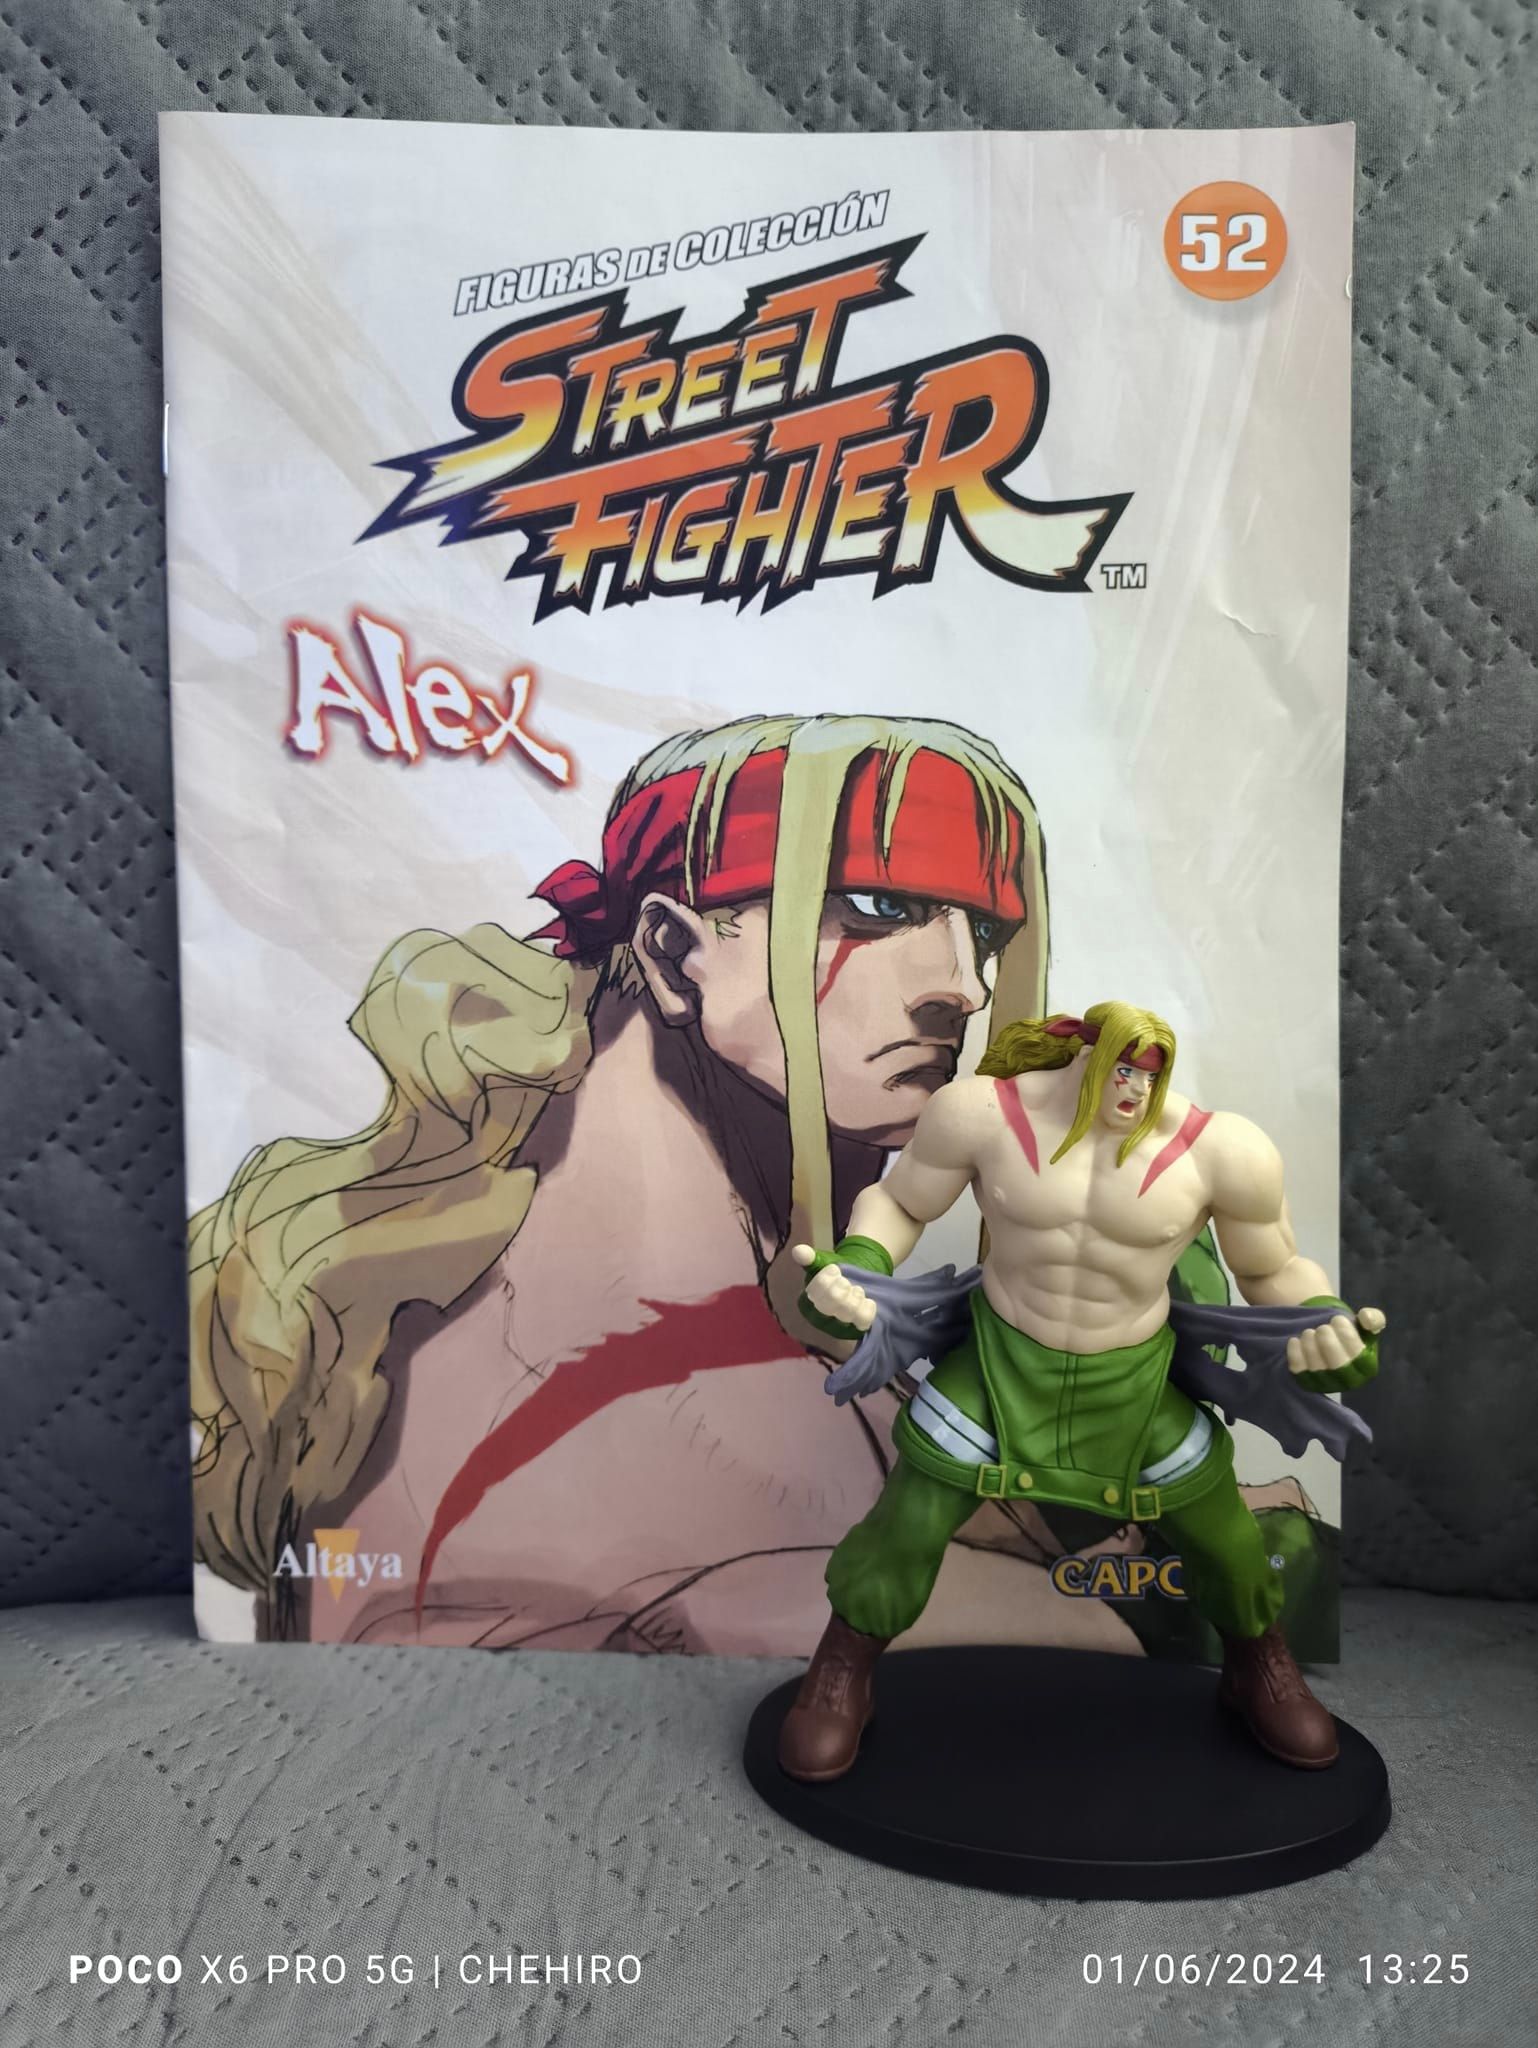 FIGURAS DE COLECCIÓN
52
STREET
FIGHTER
TM
Alex
Altaya
CAPC
®
POCO X6 PRO 5G | CHEHIRO
01/06/2024 13:25